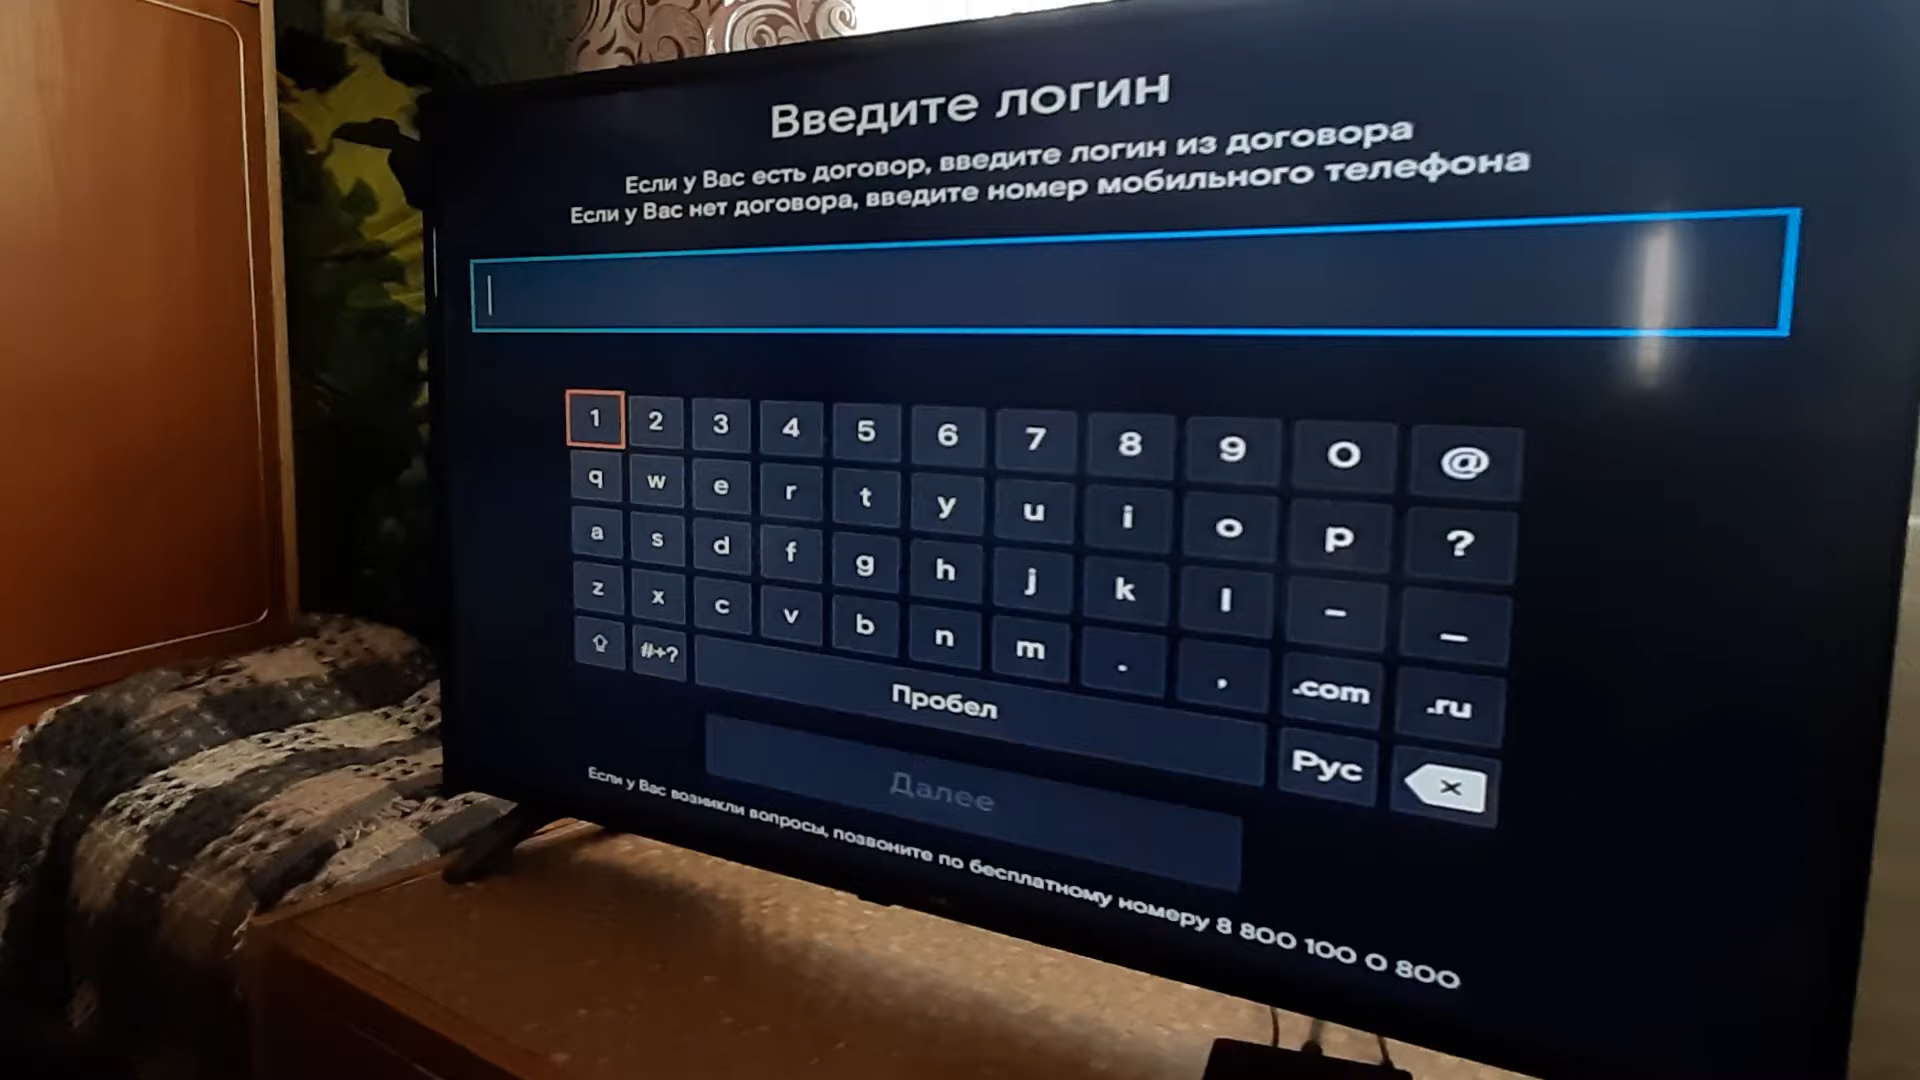 Введите логин
Если у Вас есть договор, введите логин из договора
Если у Вас нет договора, введите номер мобильного телефона
1 2 3 4 5 6 7 8 9 0 @
q w e r t y u i o p ?
a s d f g h j k l – _
z x c v b n m . , .com .ru
#+? Пробел Рус
Далее
Если у Вас возникли вопросы, позвоните по бесплатному номеру 8 800 100 0 800